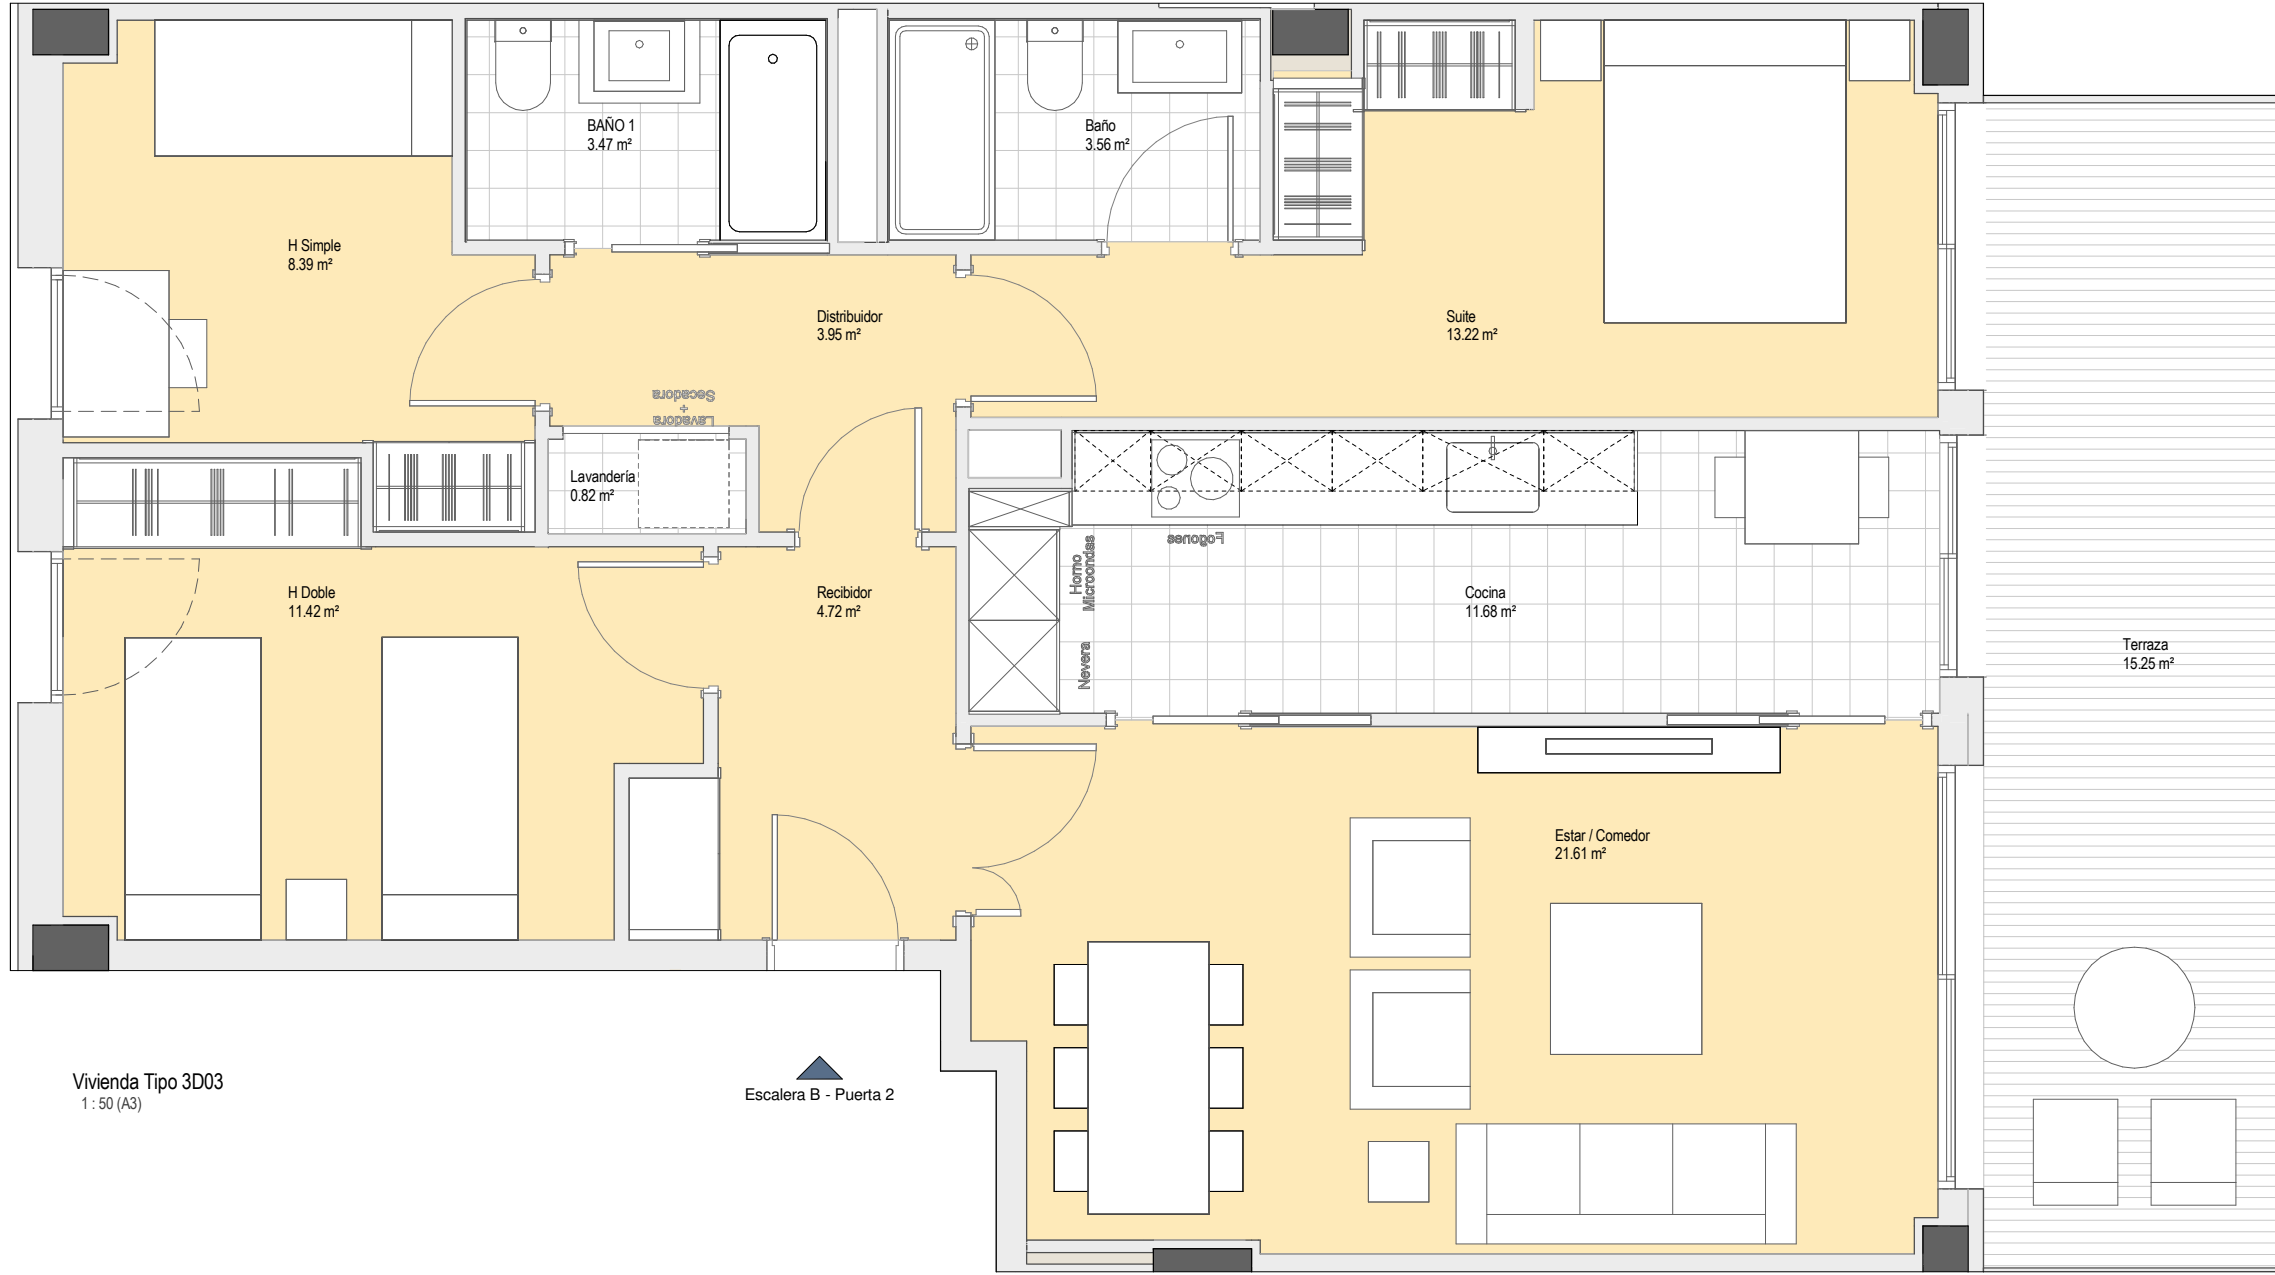 BAÑO 1
3.47 m²
Baño
3.56 m²
H Simple
8.39 m²
Distribuidor
3.95 m²
Suite
13.22 m²
Lavadora
+
Secadora
Lavandería
0.82 m²
Fogones
Horno
Microondas
Nevera
H Doble
11.42 m²
Recibidor
4.72 m²
Cocina
11.68 m²
Terraza
15.25 m²
Estar / Comedor
21.61 m²
Vivienda Tipo 3D03
1 : 50 (A3)
Escalera B - Puerta 2